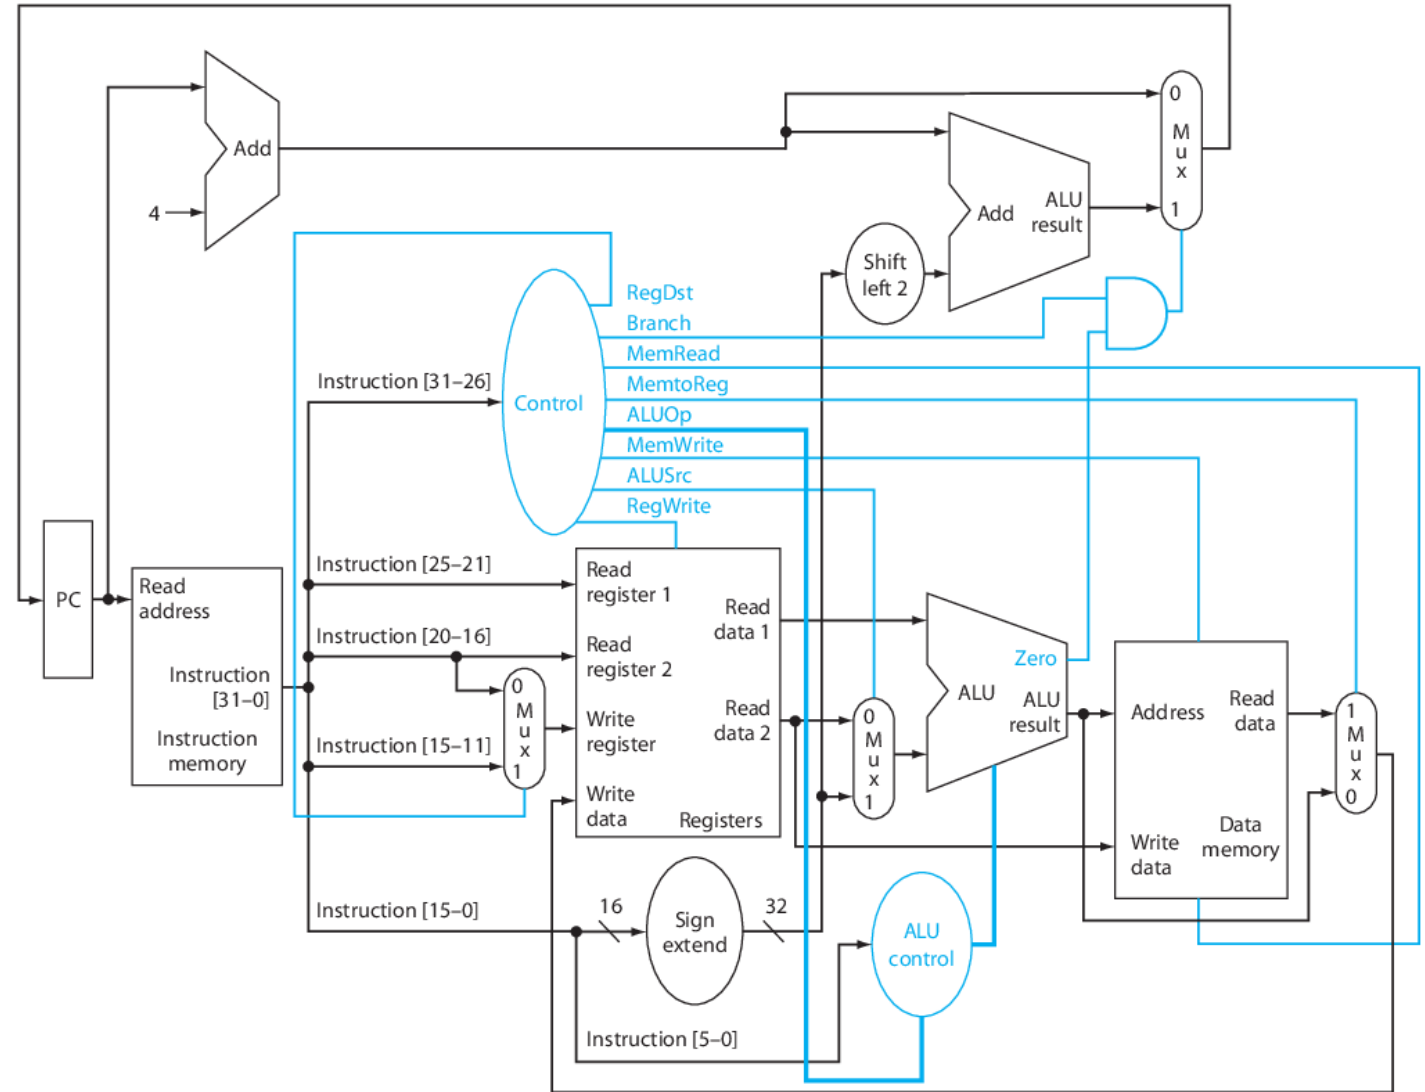 0
M
u
x
1
Add
4
Add
ALU
result
Shift
left 2
RegDst
Branch
MemRead
MemtoReg
ALUOp
MemWrite
ALUSrc
RegWrite
Instruction [31–26]
Control
PC
Read
address
Instruction
[31–0]
Instruction
memory
Instruction [25–21]
Instruction [20–16]
Instruction [15–11]
0
M
u
x
1
Read
register 1
Read
register 2
Write
register
Write
data
Read
data 1
Read
data 2
Registers
0
M
u
x
1
Zero
ALU
ALU
result
Address
Write
data
Read
data
Data
memory
1
M
u
x
0
Instruction [15–0]
16
Sign
extend
32
ALU
control
Instruction [5–0]